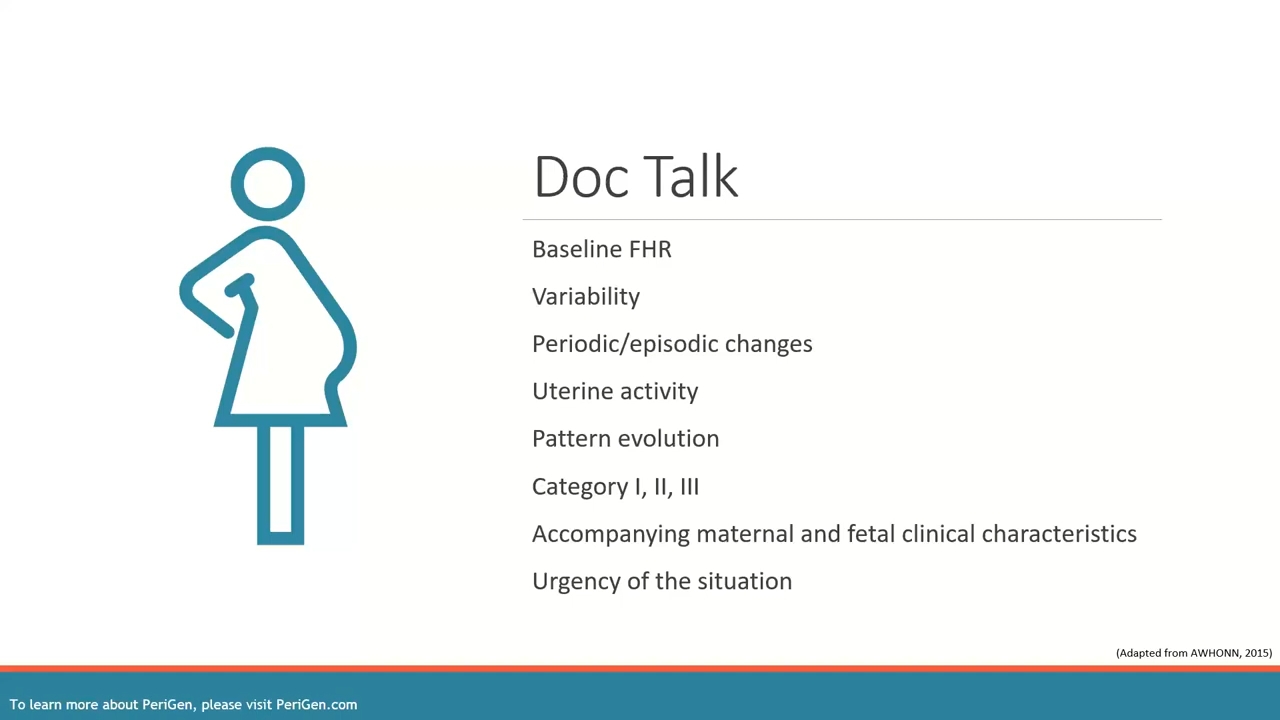 Doc Talk
Baseline FHR
Variability
Periodic/episodic changes
Uterine activity
Pattern evolution
Category I, II, III
Accompanying maternal and fetal clinical characteristics
Urgency of the situation
(Adapted from AWHONN, 2015)
To learn more about PeriGen, please visit PeriGen.com